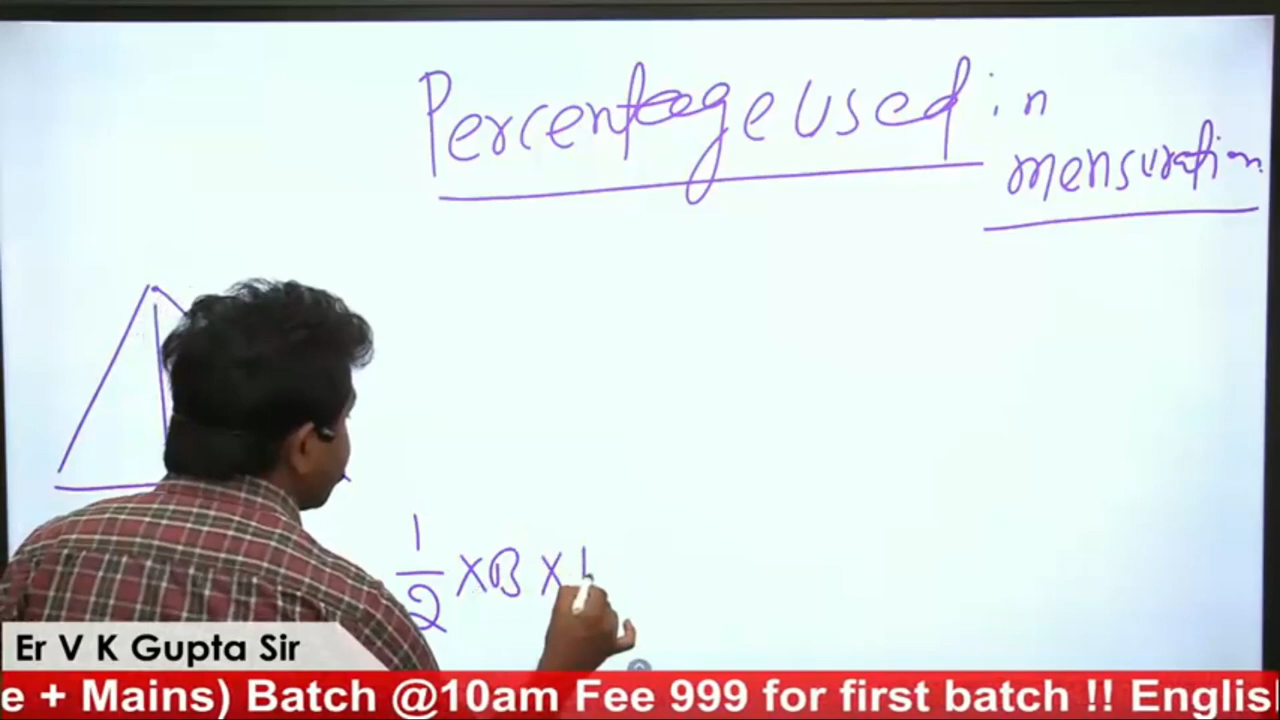 Percentage Used in
mensuration
1
2
X B X
Er V K Gupta Sir
e + Mains) Batch @10am Fee 999 for first batch !! Englis